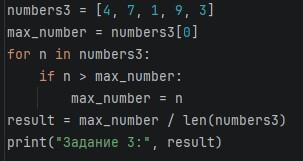 numbers3 = [4, 7, 1, 9, 3]
max_number = numbers3[0]
for n in numbers3:
    if n > max_number:
        max_number = n
result = max_number / len(numbers3)
print("Задание 3:", result)